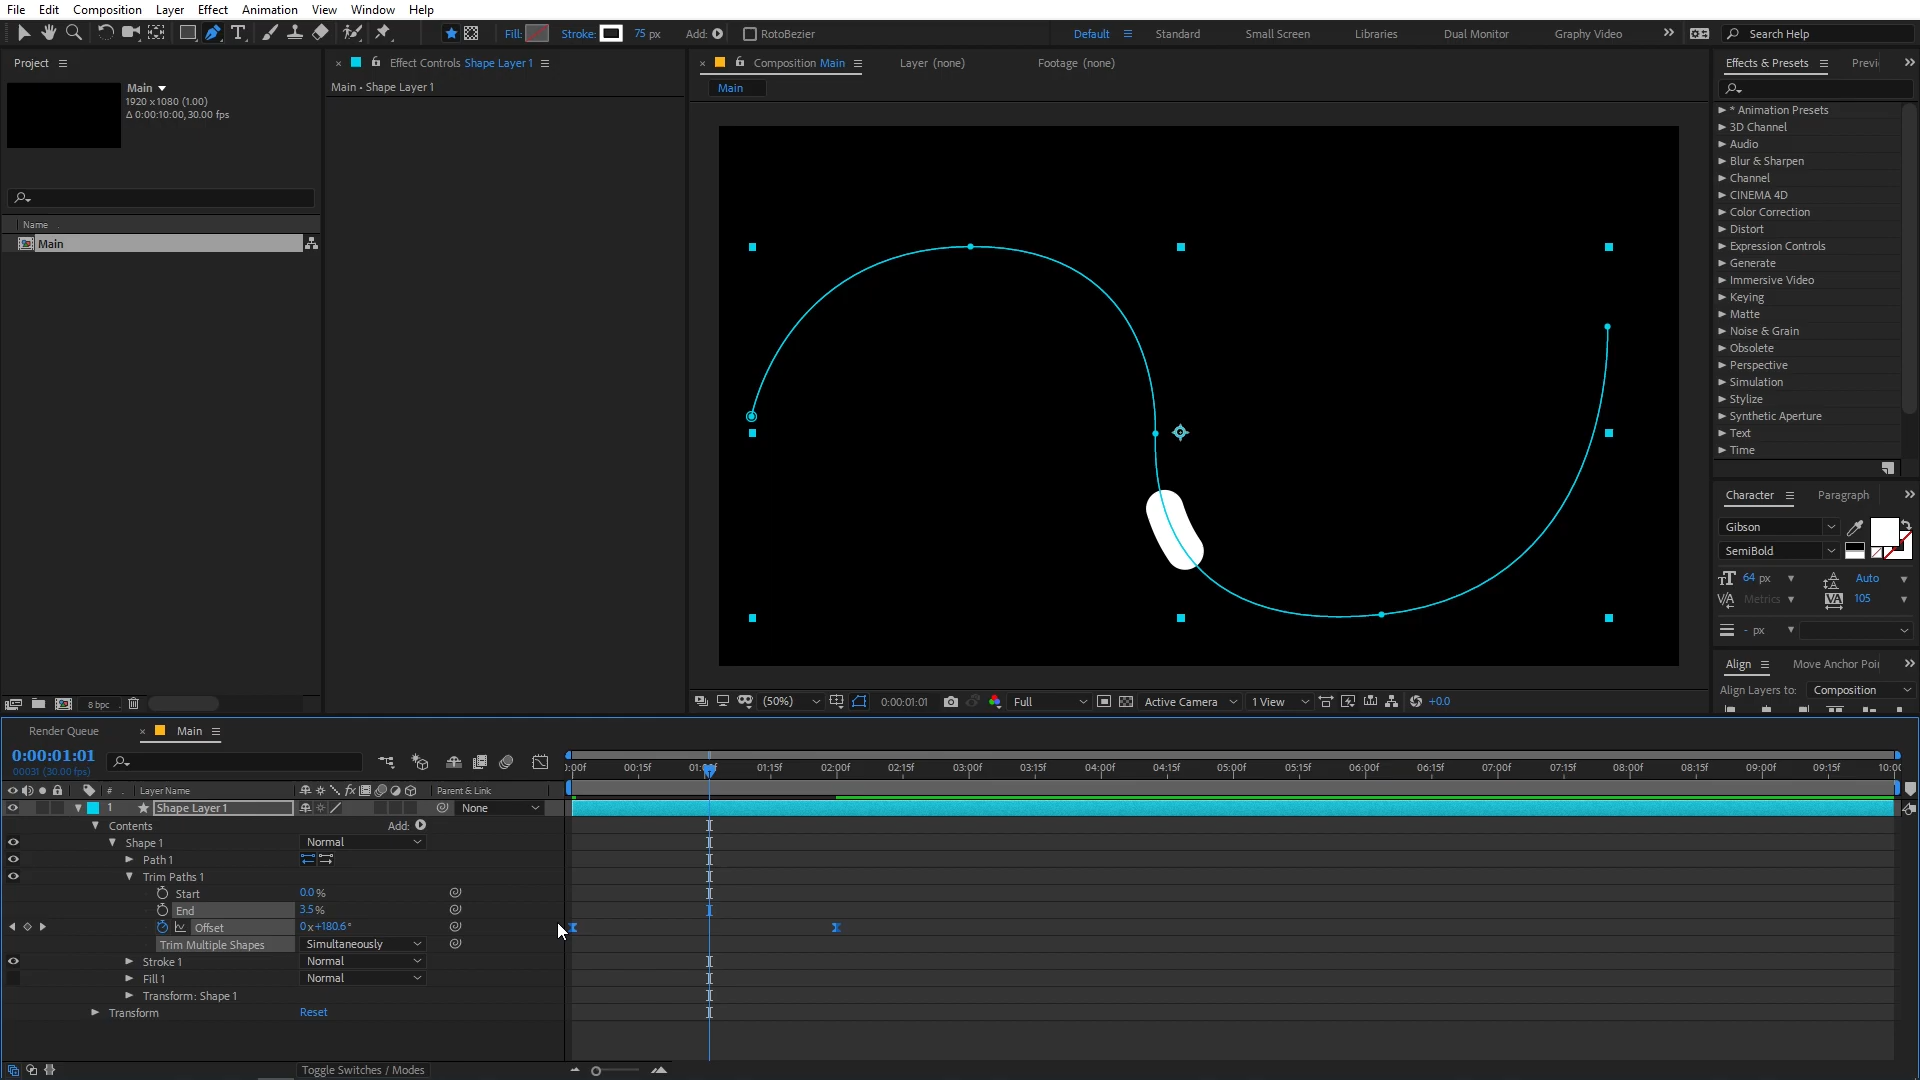 File Edit Composition Layer Effect Animation View Window Help
Fill: Stroke: 75 px Add: RotoBezier Default Standard Small Screen Libraries Dual Monitor Graphy Video Search Help
Project
Main
1920 x 1080 (1.00)
Δ 0:00:10:00, 30.00 fps
Name
Main
8 bpc
Effect Controls Shape Layer 1
Main • Shape Layer 1
Composition Main Layer (none) Footage (none)
Main
(50%) 0:00:01:01 Full Active Camera 1 View +0.0
Effects & Presets Previ
* Animation Presets
3D Channel
Audio
Blur & Sharpen
Channel
CINEMA 4D
Color Correction
Distort
Expression Controls
Generate
Immersive Video
Keying
Matte
Noise & Grain
Obsolete
Perspective
Simulation
Stylize
Synthetic Aperture
Text
Time
Character Paragraph
Gibson
SemiBold
64 px Auto
Metrics 105
- px
Align Move Anchor Poi
Align Layers to: Composition
Render Queue Main
0:00:01:01
00031 (30.00 fps)
:00f 00:15f 01:00f 01:15f 02:00f 02:15f 03:00f 03:15f 04:00f 04:15f 05:00f 05:15f 06:00f 06:15f 07:00f 07:15f 08:00f 08:15f 09:00f 09:15f 10:00
# Layer Name fx Parent & Link
1 Shape Layer 1 None
Contents Add:
Shape 1 Normal
Path 1
Trim Paths 1
Start 0.0 %
End 3.5 %
Offset 0 x +180.6 °
Trim Multiple Shapes Simultaneously
Stroke 1 Normal
Fill 1 Normal
Transform: Shape 1
Transform Reset
Toggle Switches / Modes